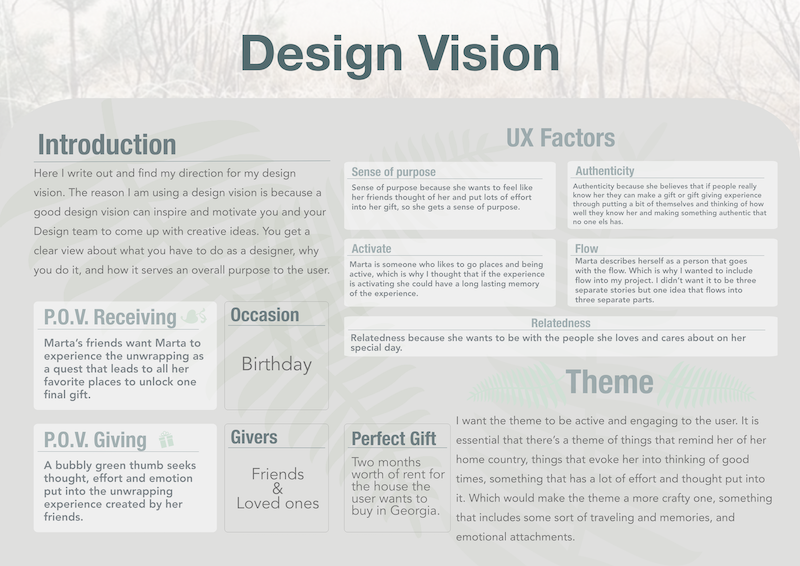 Design Vision
Introduction
Here I write out and find my direction for my design
vision. The reason I am using a design vision is because a
good design vision can inspire and motivate you and your
Design team to come up with creative ideas. You get a
clear view about what you have to do as a designer, why
you do it, and how it serves an overall purpose to the user.
UX Factors
Sense of purpose
Sense of purpose because she wants to feel like
her friends thought of her and put lots of effort
into her gift, so she gets a sense of purpose.
Authenticity
Authenticity because she believes that if people really
know her they can make a gift or gift giving experience
through putting a bit of themselves and thinking of how
well they know her and making something authentic that
no one els has.
Activate
Marta is someone who likes to go places and being
active, which is why I thought that if the experience
is activating she could have a long lasting memory
of the experience.
Flow
Marta describes herself as a person that goes
with the flow. Which is why I wanted to include
flow into my project. I didn't want it to be three
separate stories but one idea that flows into
three separate parts.
Relatedness
Relatedness because she wants to be with the people she loves and cares about on her
special day.
P.O.V. Receiving
Marta's friends want Marta to
experience the unwrapping as
a quest that leads to all her
favorite places to unlock one
final gift.
Occasion
Birthday
P.O.V. Giving
A bubbly green thumb seeks
thought, effort and emotion
put into the unwrapping
experience created by her
friends.
Givers
Friends
&
Loved ones
Perfect Gift
Two months
worth of rent for
the house the
user wants to
buy in Georgia.
Theme
I want the theme to be active and engaging to the user. It is
essential that there's a theme of things that remind her of her
home country, things that evoke her into thinking of good
times, something that has a lot of effort and thought put into
it. Which would make the theme a more crafty one, something
that includes some sort of traveling and memories, and
emotional attachments.